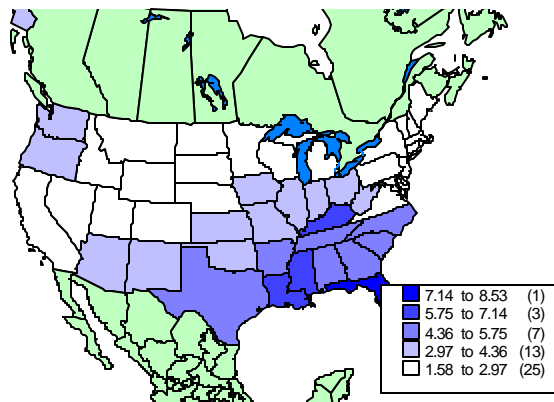 7.14 to 8.53 (1)
5.75 to 7.14 (3)
4.36 to 5.75 (7)
2.97 to 4.36 (13)
1.58 to 2.97 (25)